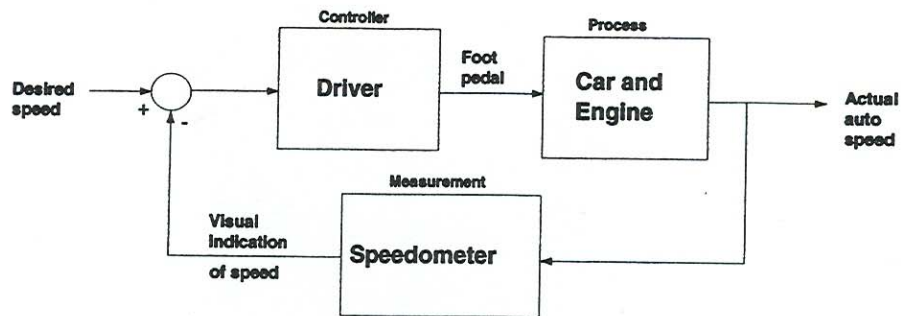 Controller
Process
Desired
speed
+
-
Driver
Foot
pedal
Car and
Engine
Actual
auto
speed
Measurement
Visual
indication
of speed
Speedometer